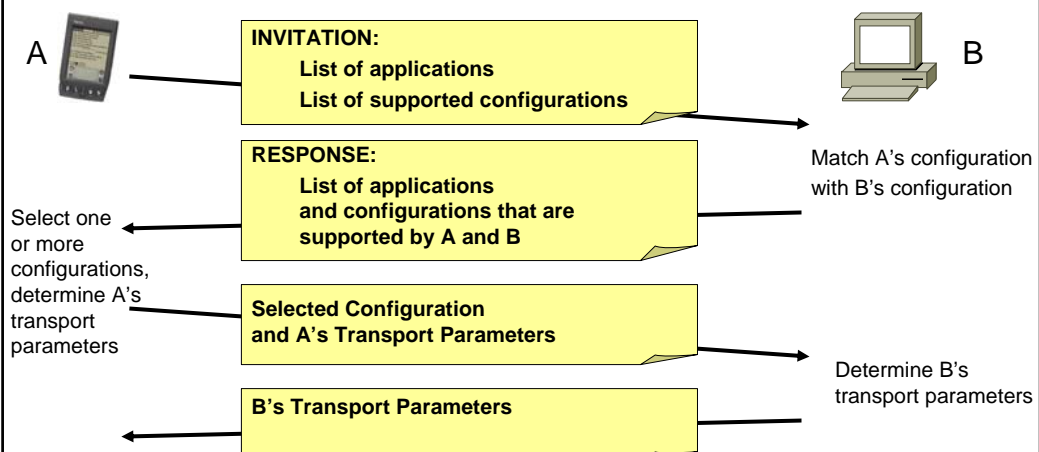 A
INVITATION:
List of applications
List of supported configurations
B
Match A's configuration
with B's configuration
RESPONSE:
List of applications
and configurations that are
supported by A and B
Select one
or more
configurations,
determine A's
transport
parameters
Selected Configuration
and A's Transport Parameters
Determine B's
transport parameters
B's Transport Parameters